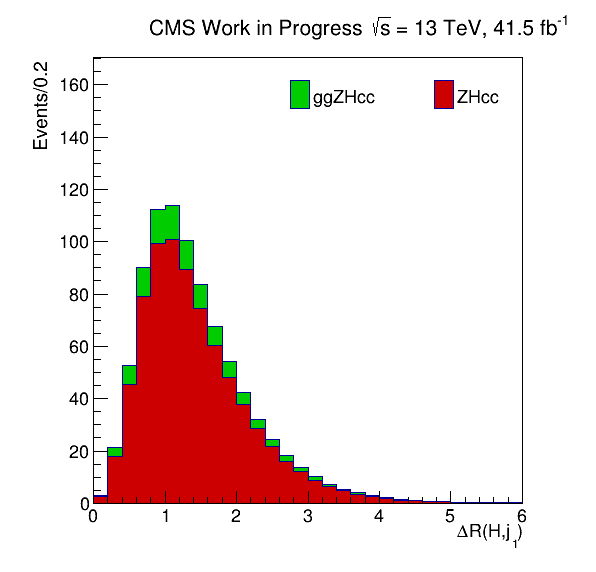 CMS Work in Progress √s = 13 TeV, 41.5 fb⁻¹
Events/0.2
ggZHcc
ZHcc
160
140
120
100
80
60
40
20
0
0 1 2 3 4 5 6
ΔR(H,j₁)